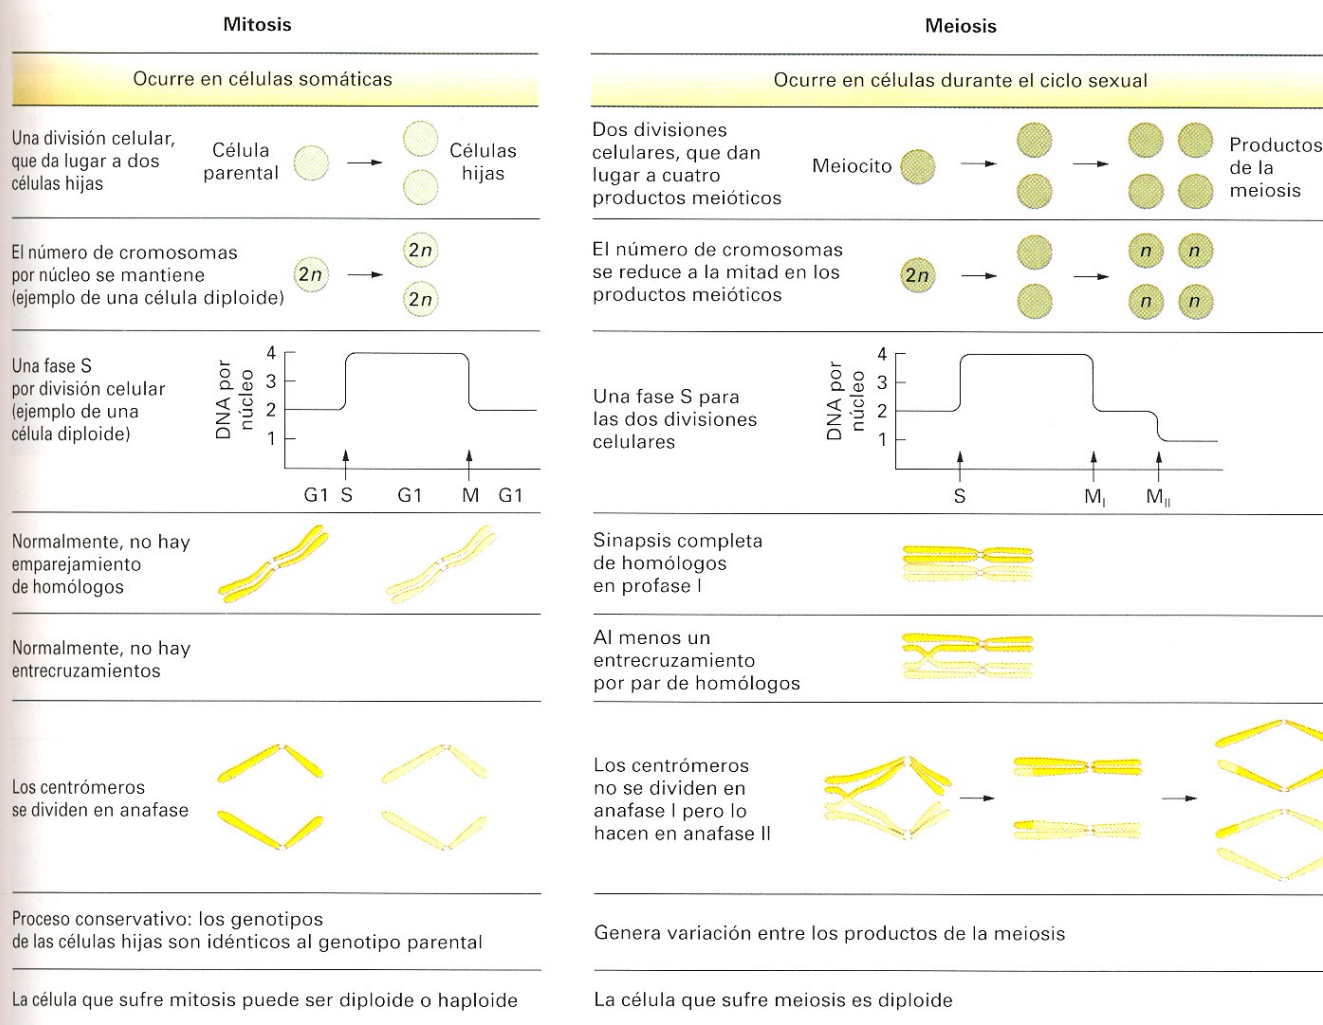 Mitosis
Ocurre en células somáticas
Una división celular,
que da lugar a dos
células hijas
Célula
parental
Células
hijas
El número de cromosomas
por núcleo se mantiene
(ejemplo de una célula diploide)
2n
2n
2n
Una fase S
por división celular
(ejemplo de una
célula diploide)
DNA por
núcleo
4
3
2
1
G1 S G1 M G1
Normalmente, no hay
emparejamiento
de homólogos
Normalmente, no hay
entrecruzamientos
Los centrómeros
se dividen en anafase
Proceso conservativo: los genotipos
de las células hijas son idénticos al genotipo parental
La célula que sufre mitosis puede ser diploide o haploide
Meiosis
Ocurre en células durante el ciclo sexual
Dos divisiones
celulares, que dan
lugar a cuatro
productos meióticos
Meiocito
Productos
de la
meiosis
El número de cromosomas
se reduce a la mitad en los
productos meióticos
2n
n n
n n
Una fase S para
las dos divisiones
celulares
DNA por
núcleo
4
3
2
1
S MI MII
Sinapsis completa
de homólogos
en profase I
Al menos un
entrecruzamiento
por par de homólogos
Los centrómeros
no se dividen en
anafase I pero lo
hacen en anafase II
Genera variación entre los productos de la meiosis
La célula que sufre meiosis es diploide